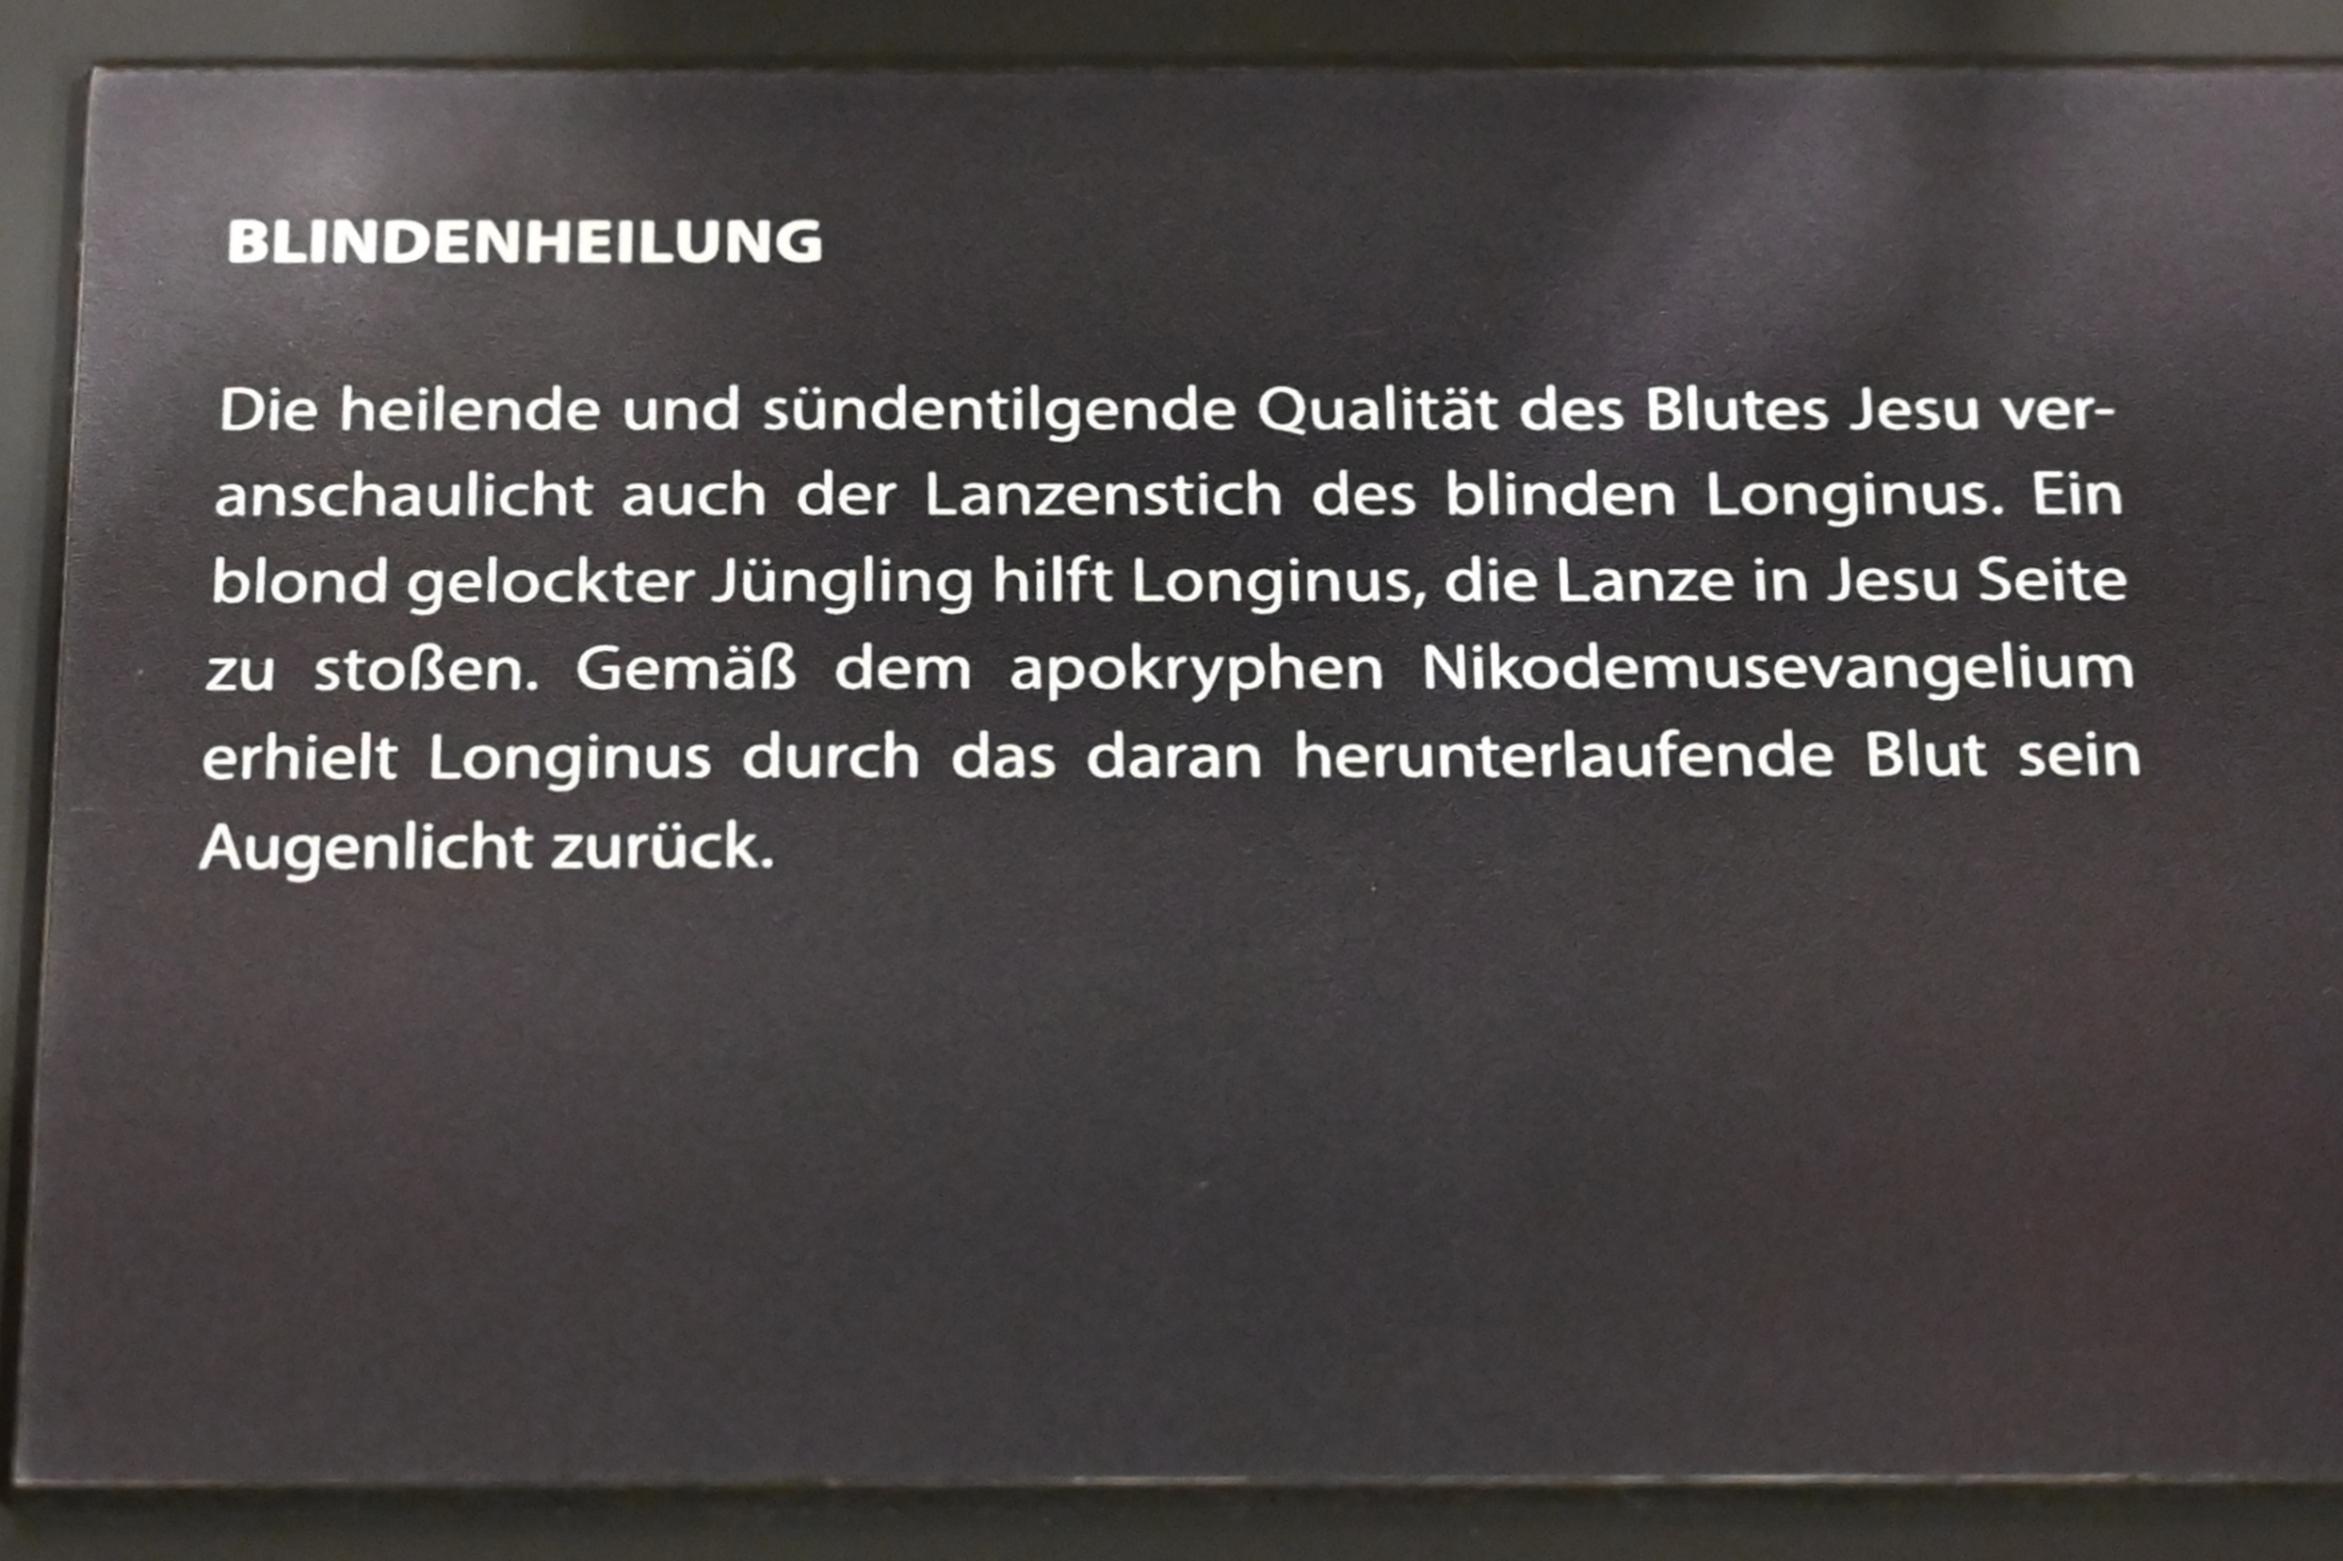 BLINDENHEILUNG
Die heilende und sündentilgende Qualität des Blutes Jesu ver-
anschaulicht auch der Lanzenstich des blinden Longinus. Ein
blond gelockter Jüngling hilft Longinus, die Lanze in Jesu Seite
zu stoßen. Gemäß dem apokryphen Nikodemusevangelium
erhielt Longinus durch das daran herunterlaufende Blut sein
Augenlicht zurück.